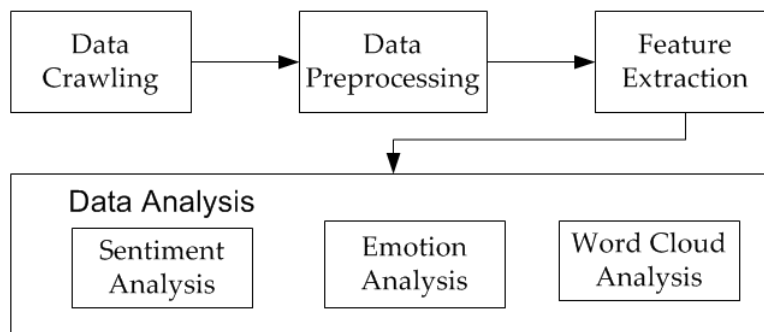 Data
Crawling
Data
Preprocessing
Feature
Extraction
Data Analysis
Sentiment
Analysis
Emotion
Analysis
Word Cloud
Analysis